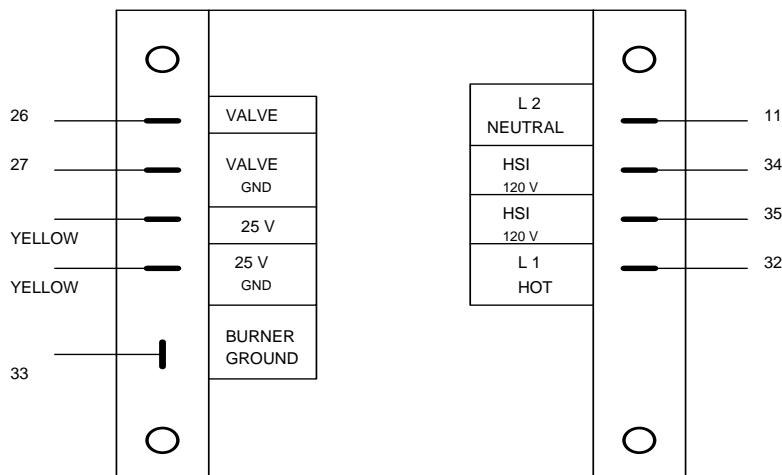 26
VALVE
27
VALVE
GND
YELLOW
25 V
YELLOW
25 V
GND
33
BURNER
GROUND
L 2
NEUTRAL
11
HSI
120 V
34
HSI
120 V
35
L 1
HOT
32